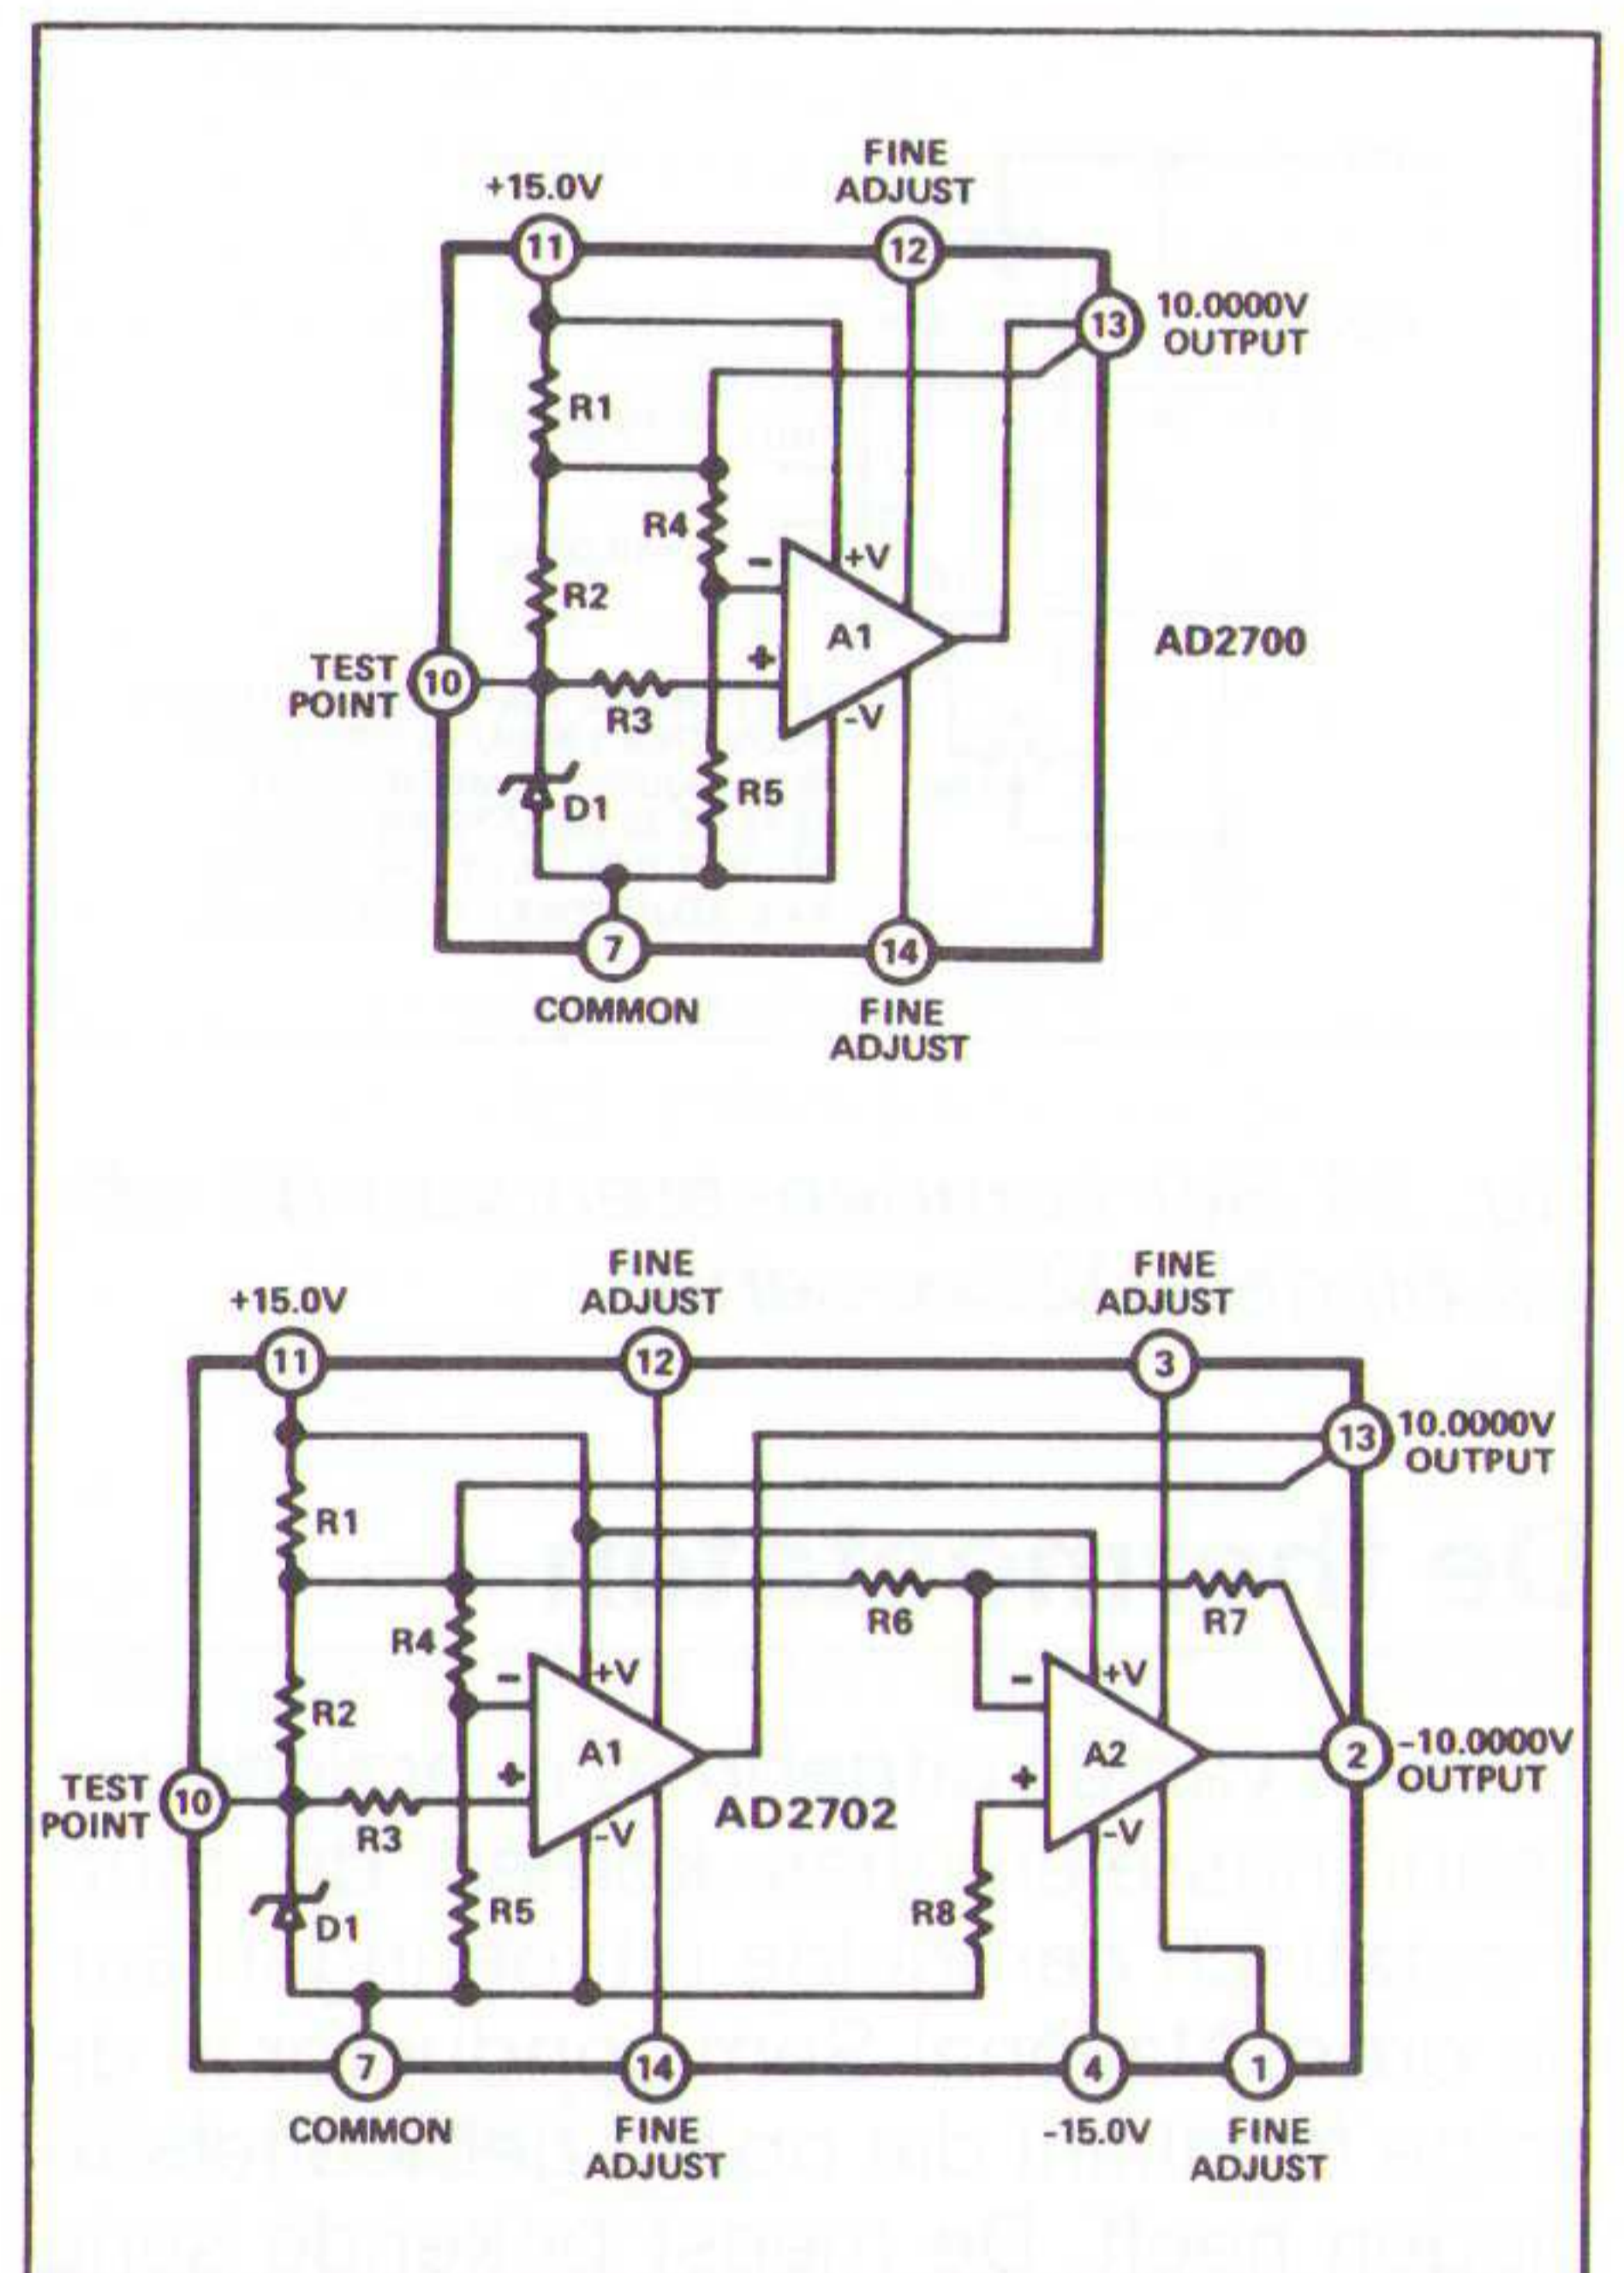 FINE
ADJUST
+15.0V
11
12
13
10.0000V
OUTPUT
R1
R4
R2
-
+V
A1
+
-V
AD2700
TEST
POINT
10
R3
D1
R5
7
14
COMMON
FINE
ADJUST
FINE
ADJUST
FINE
ADJUST
+15.0V
11
12
3
13
10.0000V
OUTPUT
R1
R6
R7
R4
-
+V
-
+V
R2
A1
A2
2
-10.0000V
OUTPUT
+
+
TEST
POINT
10
R3
AD2702
-V
-V
D1
R5
R8
7
14
4
1
COMMON
FINE
ADJUST
-15.0V
FINE
ADJUST